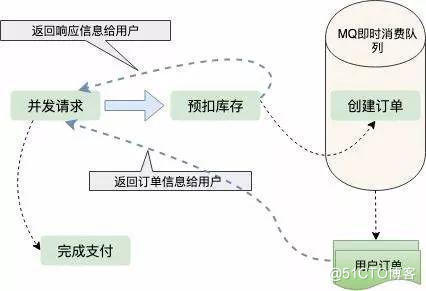 返回响应信息给用户
MQ即时消费队
列
并发请求
预扣库存
创建订单
返回订单信息给用户
完成支付
用户订单
@51CTO博客